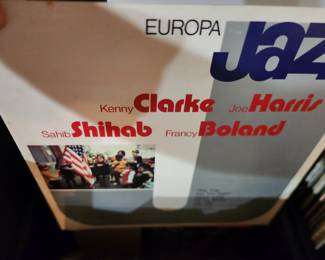 EUROPA
Jaz
Kenny Clarke Joe Harris
Sahib Shihab Francy Boland